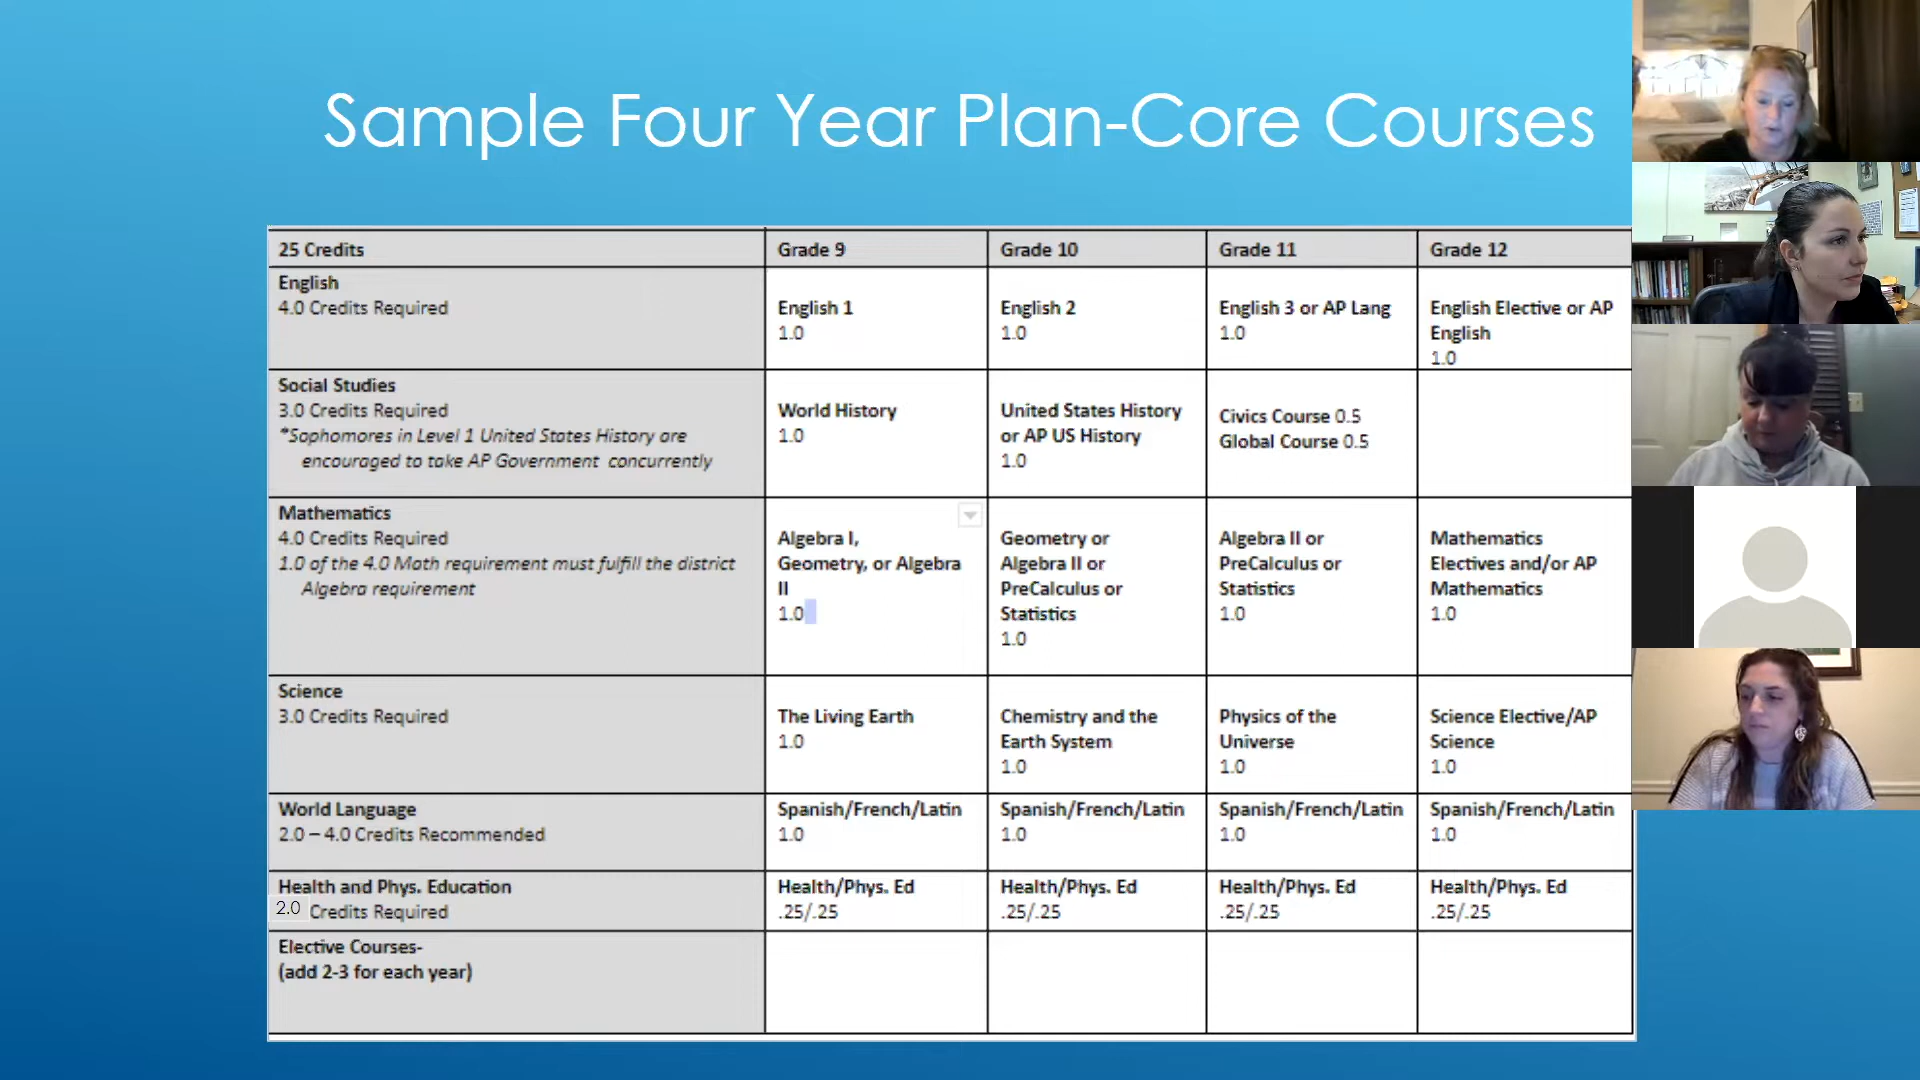 Sample Four Year Plan-Core Courses
25 Credits
Grade 9
Grade 10
Grade 11
Grade 12
English
4.0 Credits Required
English 1
1.0
English 2
1.0
English 3 or AP Lang
1.0
English Elective or AP
English
1.0
Social Studies
3.0 Credits Required
*Sophomores in Level 1 United States History are
encouraged to take AP Government concurrently
World History
1.0
United States History
or AP US History
1.0
Civics Course 0.5
Global Course 0.5
Mathematics
4.0 Credits Required
1.0 of the 4.0 Math requirement must fulfill the district
Algebra requirement
Algebra I,
Geometry, or Algebra
II
1.0
Geometry or
Algebra II or
PreCalculus or
Statistics
1.0
Algebra II or
PreCalculus or
Statistics
1.0
Mathematics
Electives and/or AP
Mathematics
1.0
Science
3.0 Credits Required
The Living Earth
1.0
Chemistry and the
Earth System
1.0
Physics of the
Universe
1.0
Science Elective/AP
Science
1.0
World Language
2.0 – 4.0 Credits Recommended
Spanish/French/Latin
1.0
Spanish/French/Latin
1.0
Spanish/French/Latin
1.0
Spanish/French/Latin
1.0
Health and Phys. Education
2.0 Credits Required
Health/Phys. Ed
.25/.25
Health/Phys. Ed
.25/.25
Health/Phys. Ed
.25/.25
Health/Phys. Ed
.25/.25
Elective Courses-
(add 2-3 for each year)